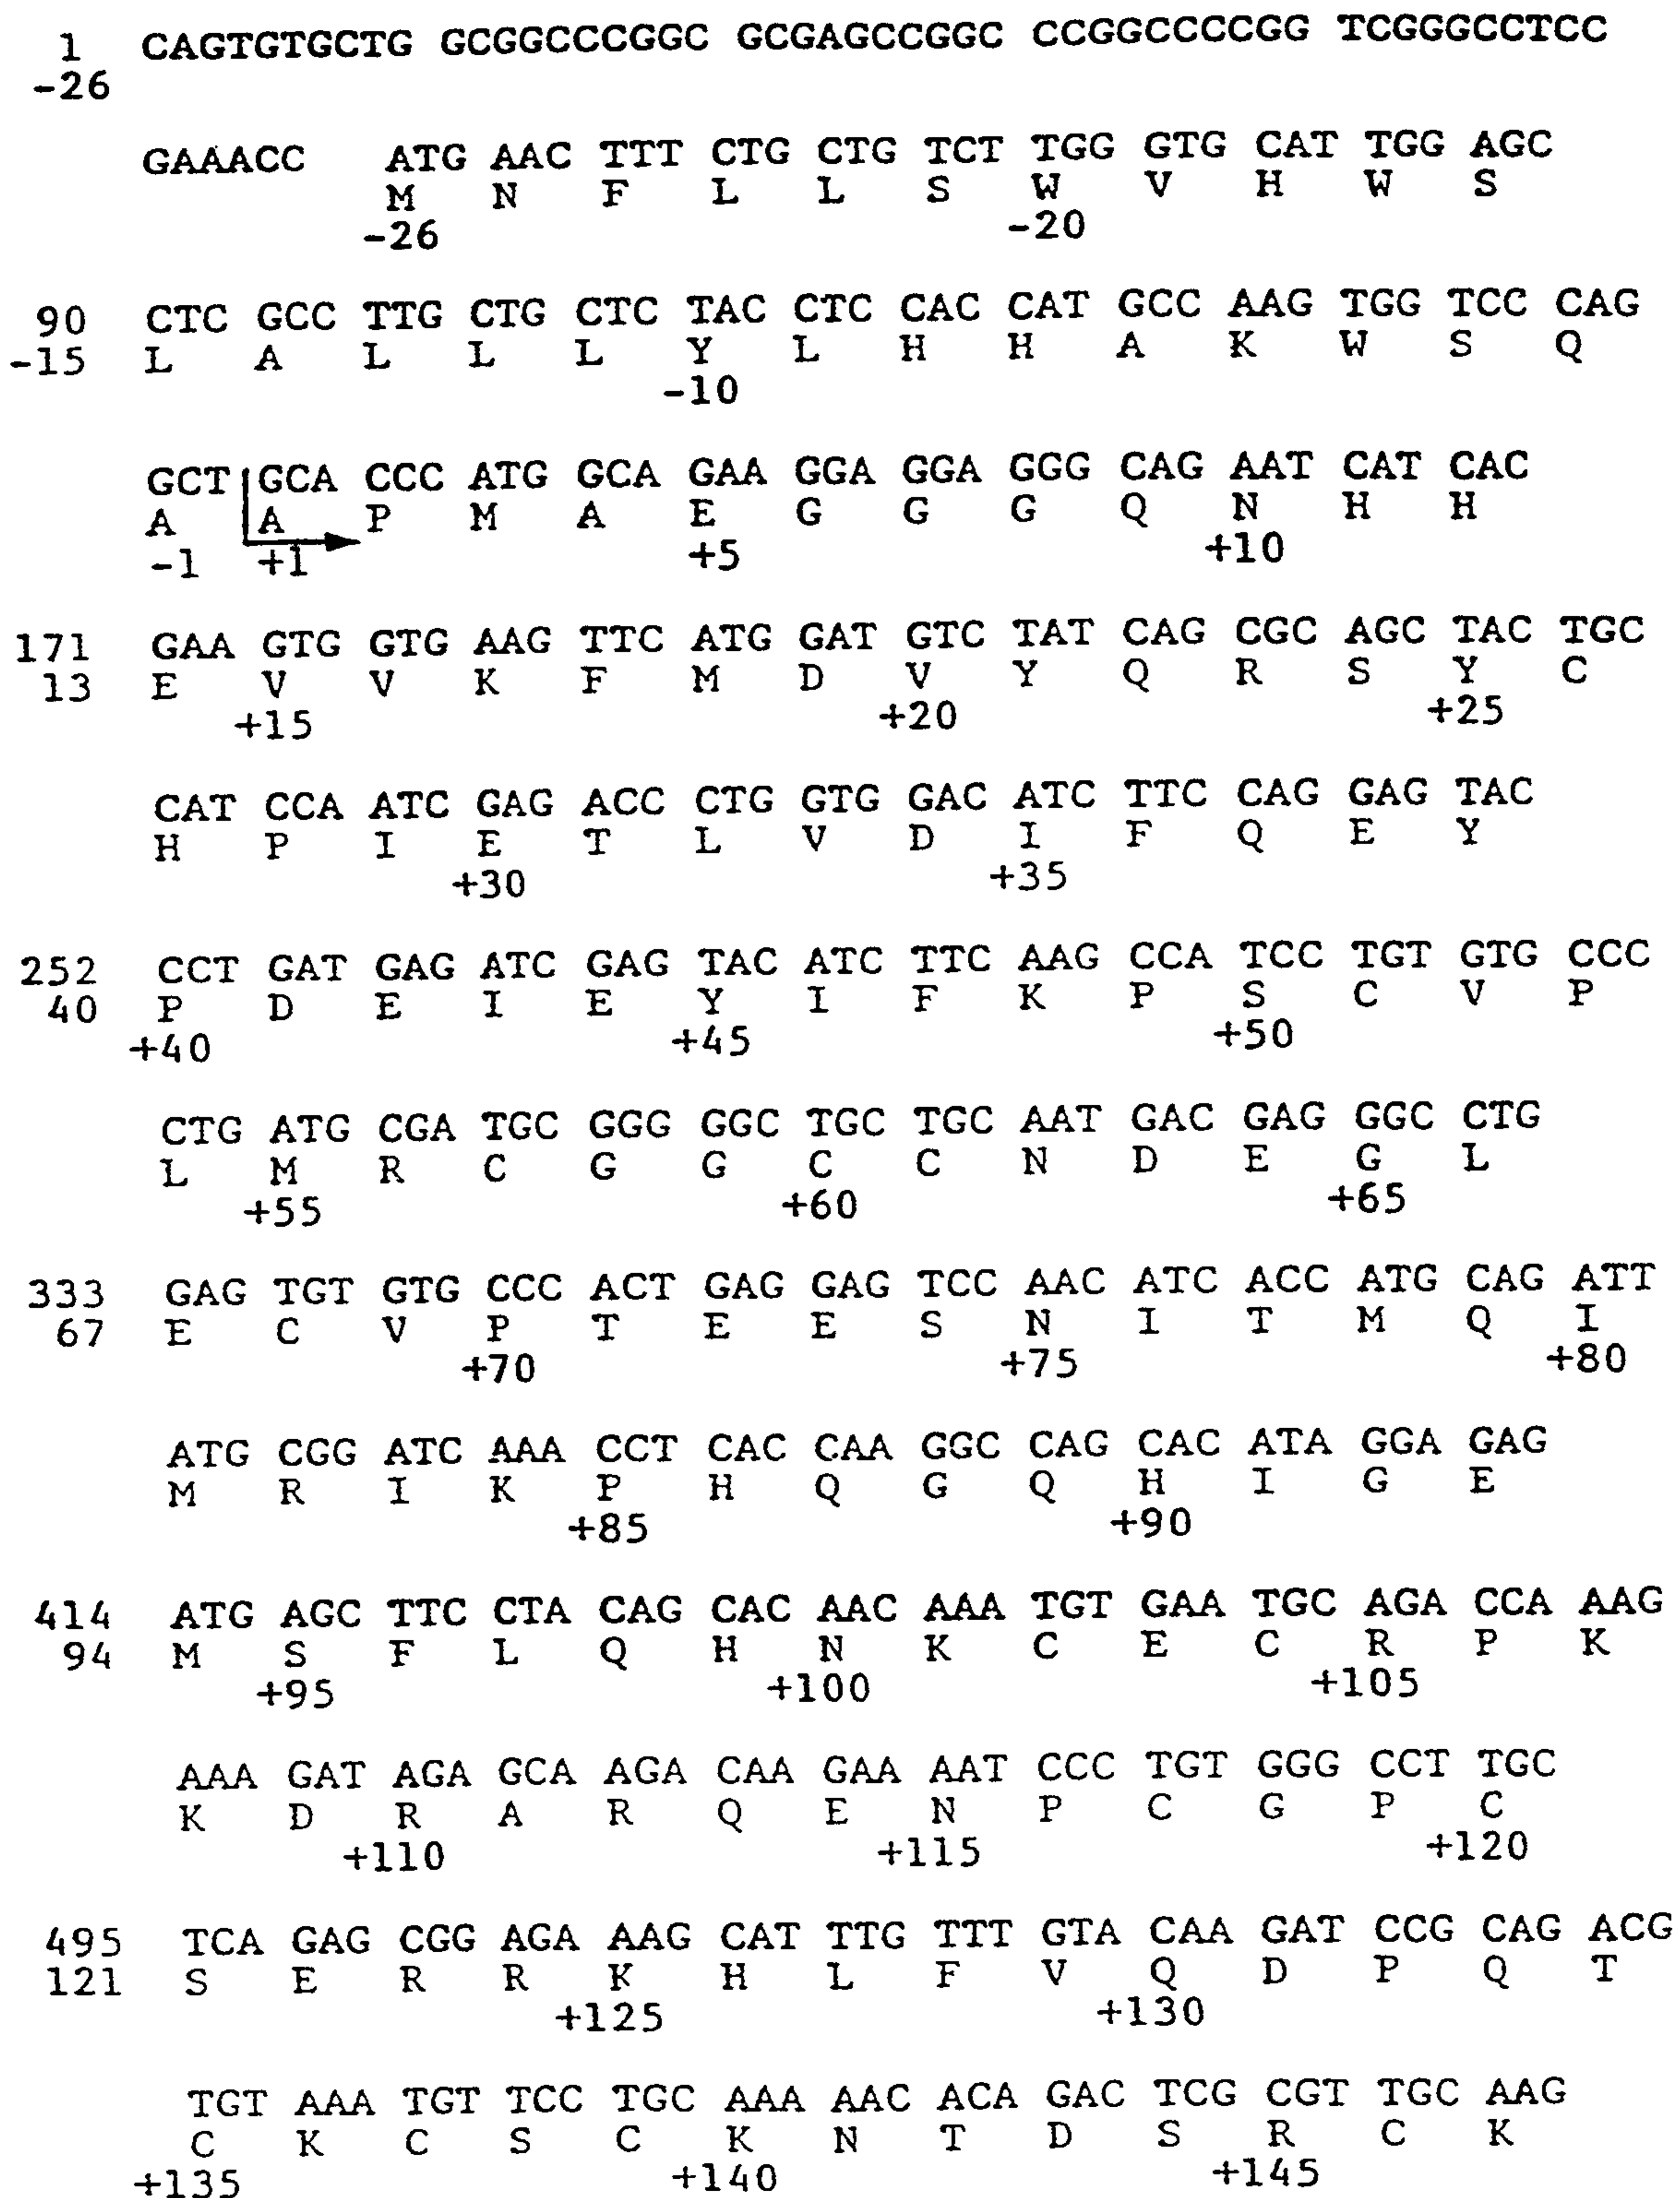 1 CAGTGTGCTG GCGGCCCGGC GCGAGCCGGC CCGGCCCCGG TCGGGCCTCC
-26
GAAACC ATG AAC TTT CTG CTG TCT TGG GTG CAT TGG AGC
M N F L L S W V H W S
-26 -20
90 CTC GCC TTG CTG CTC TAC CTC CAC CAT GCC AAG TGG TCC CAG
-15 L A L L L Y L H H A K W S Q
-10
GCT GCA CCC ATG GCA GAA GGA GGA GGG CAG AAT CAT CAC
A A P M A E G G G Q N H H
-1 +1 +5 +10
171 GAA GTG GTG AAG TTC ATG GAT GTC TAT CAG CGC AGC TAC TGC
13 E V V K F M D V Y Q R S Y C
+15 +20 +25
CAT CCA ATC GAG ACC CTG GTG GAC ATC TTC CAG GAG TAC
H P I E T L V D I F Q E Y
+30 +35
252 CCT GAT GAG ATC GAG TAC ATC TTC AAG CCA TCC TGT GTG CCC
40 P D E I E Y I F K P S C V P
+40 +45 +50
CTG ATG CGA TGC GGG GGC TGC TGC AAT GAC GAG GGC CTG
L M R C G G C C N D E G L
+55 +60 +65
333 GAG TGT GTG CCC ACT GAG GAG TCC AAC ATC ACC ATG CAG ATT
67 E C V P T E E S N I T M Q I
+70 +75 +80
ATG CGG ATC AAA CCT CAC CAA GGC CAG CAC ATA GGA GAG
M R I K P H Q G Q H I G E
+85 +90
414 ATG AGC TTC CTA CAG CAC AAC AAA TGT GAA TGC AGA CCA AAG
94 M S F L Q H N K C E C R P K
+95 +100 +105
AAA GAT AGA GCA AGA CAA GAA AAT CCC TGT GGG CCT TGC
K D R A R Q E N P C G P C
+110 +115 +120
495 TCA GAG CGG AGA AAG CAT TTG TTT GTA CAA GAT CCG CAG ACG
121 S E R R K H L F V Q D P Q T
+125 +130
TGT AAA TGT TCC TGC AAA AAC ACA GAC TCG CGT TGC AAG
C K C S C K N T D S R C K
+135 +140 +145